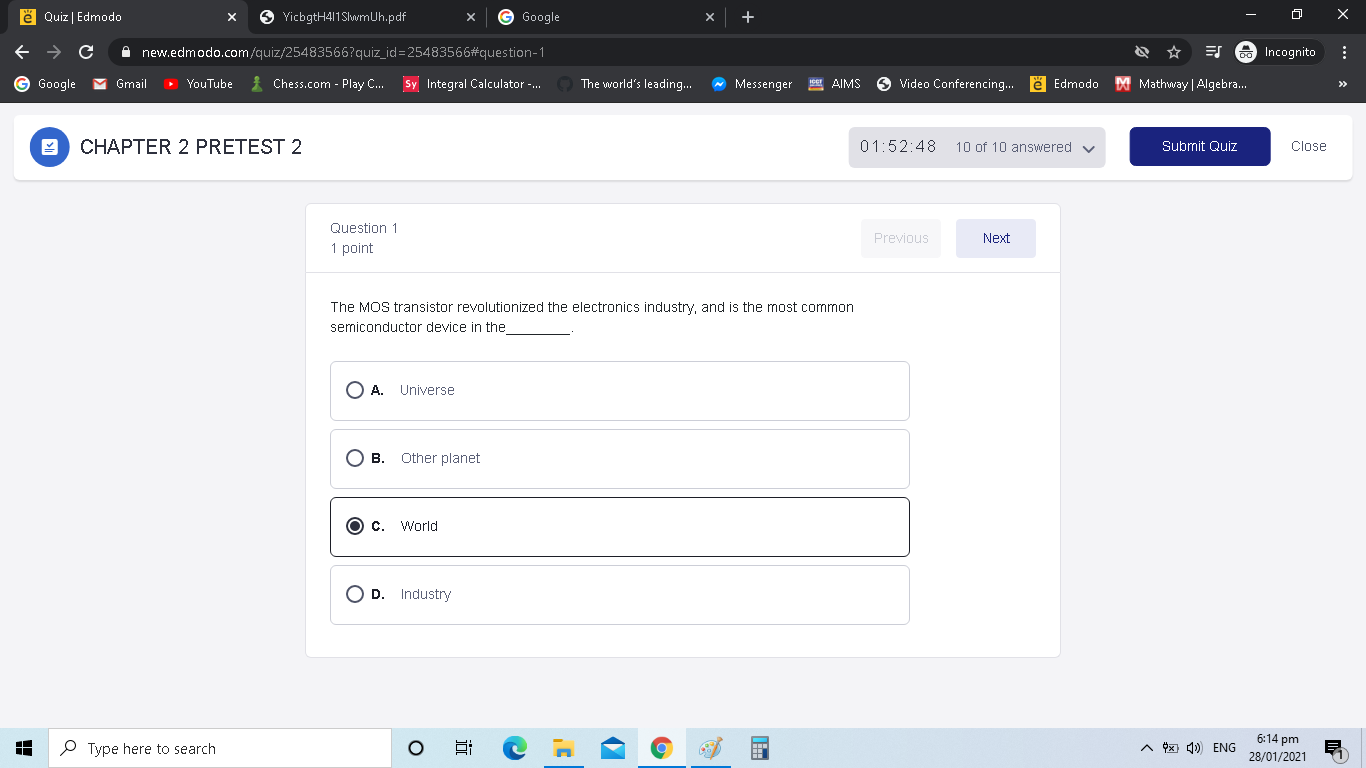 Quiz | Edmodo
YicbgtH4l1SlwmUh.pdf
Google
new.edmodo.com/quiz/25483566?quiz_id=25483566#question-1
Incognito
Google
Gmail
YouTube
Chess.com - Play C...
Sy
Integral Calculator -...
The world's leading...
Messenger
AIMS
Video Conferencing...
Edmodo
Mathway | Algebra...
»
CHAPTER 2 PRETEST 2
01:52:48
10 of 10 answered
Submit Quiz
Close
Question 1
1 point
Previous
Next
The MOS transistor revolutionized the electronics industry, and is the most common
semiconductor device in the________.
A. Universe
B. Other planet
C. World
D. Industry
Type here to search
ENG
6:14 pm
28/01/2021
1